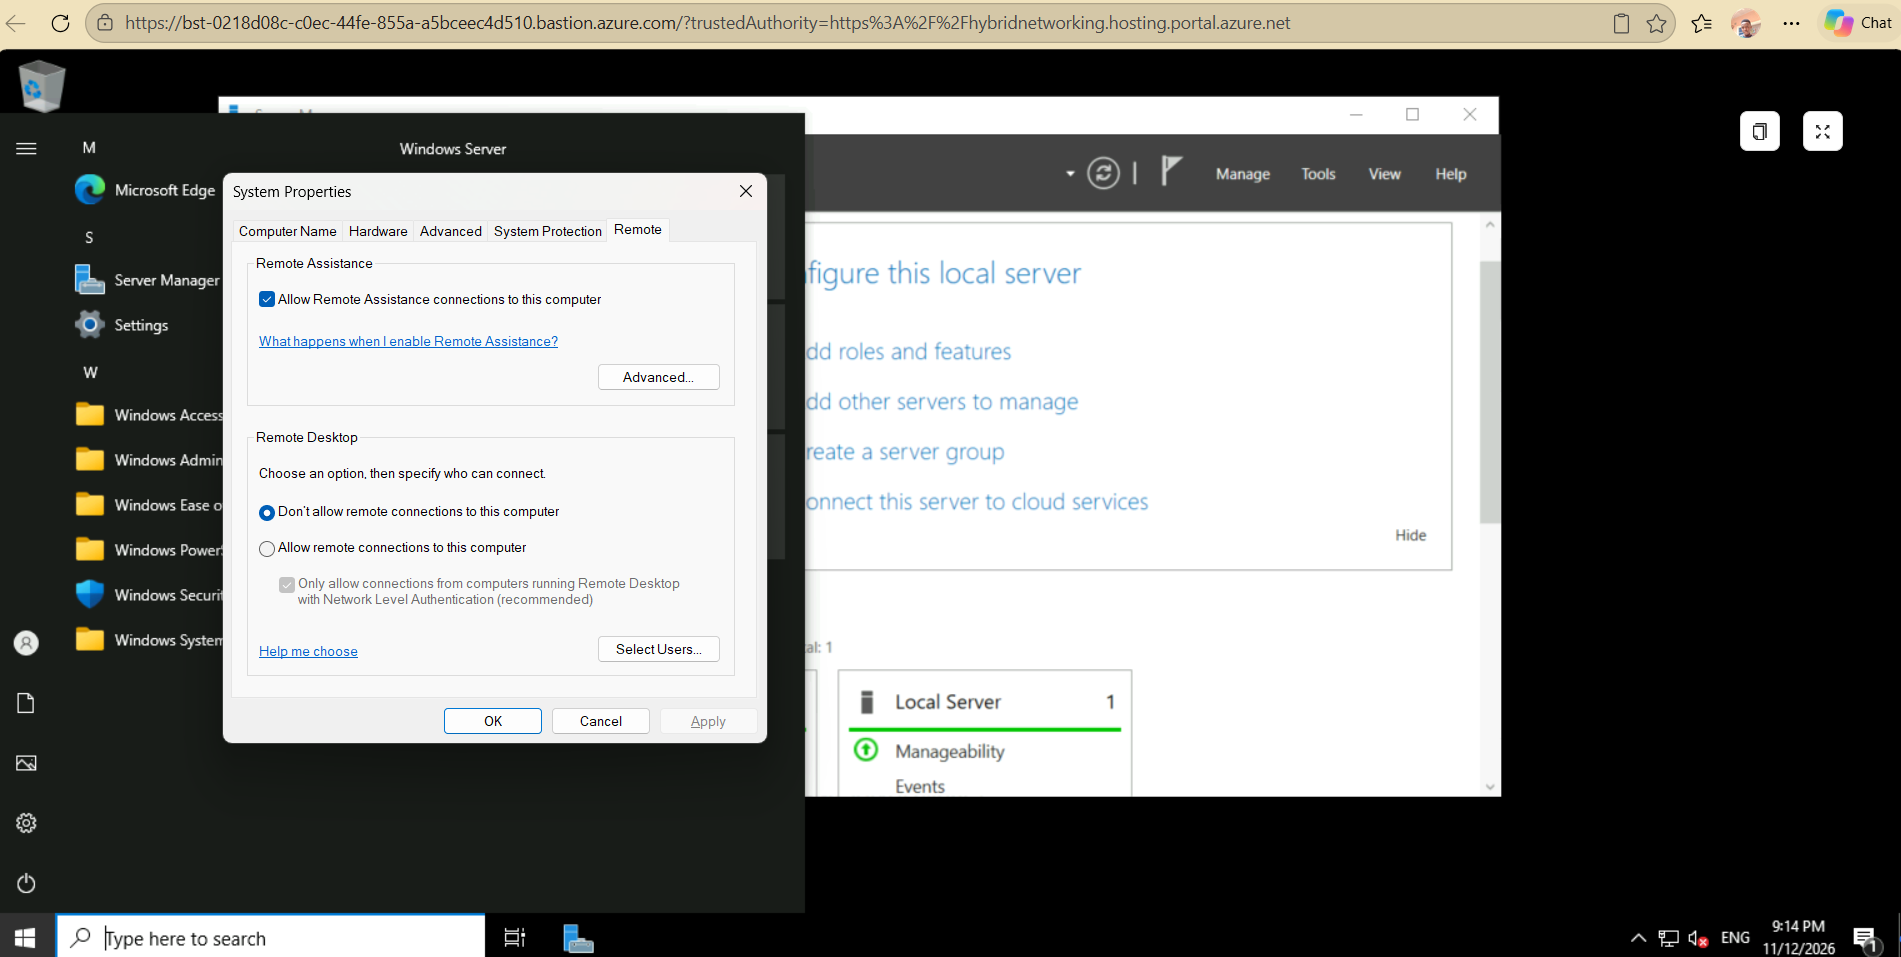 https://bst-0218d08c-c0ec-44fe-855a-a5bceec4d510.bastion.azure.com/?trustedAuthority=https%3A%2F%2Fhybridnetworking.hosting.portal.azure.net
Chat
M
Windows Server
Microsoft Edge
S
Server Manager
Settings
W
Windows Access
Windows Admin
Windows Ease o
Windows Power
Windows Securit
Windows System
System Properties
Computer Name
Hardware
Advanced
System Protection
Remote
Remote Assistance
Allow Remote Assistance connections to this computer
What happens when I enable Remote Assistance?
Advanced...
Remote Desktop
Choose an option, then specify who can connect.
Don't allow remote connections to this computer
Allow remote connections to this computer
Only allow connections from computers running Remote Desktop
with Network Level Authentication (recommended)
Help me choose
Select Users...
OK
Cancel
Apply
Manage
Tools
View
Help
figure this local server
dd roles and features
dd other servers to manage
reate a server group
onnect this server to cloud services
Hide
al: 1
Local Server 1
Manageability
Events
Type here to search
ENG
9:14 PM
11/12/2026
1